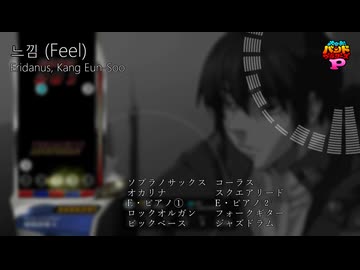 느낌 (Feel)
Eridanus, Kang Eun-Soo
P
ソプラノサックス コーラス
オカリナ スクエアリード
E・ピアノ① E・ピアノ２
ロックオルガン フォークギター
ピックベース ジャズドラム